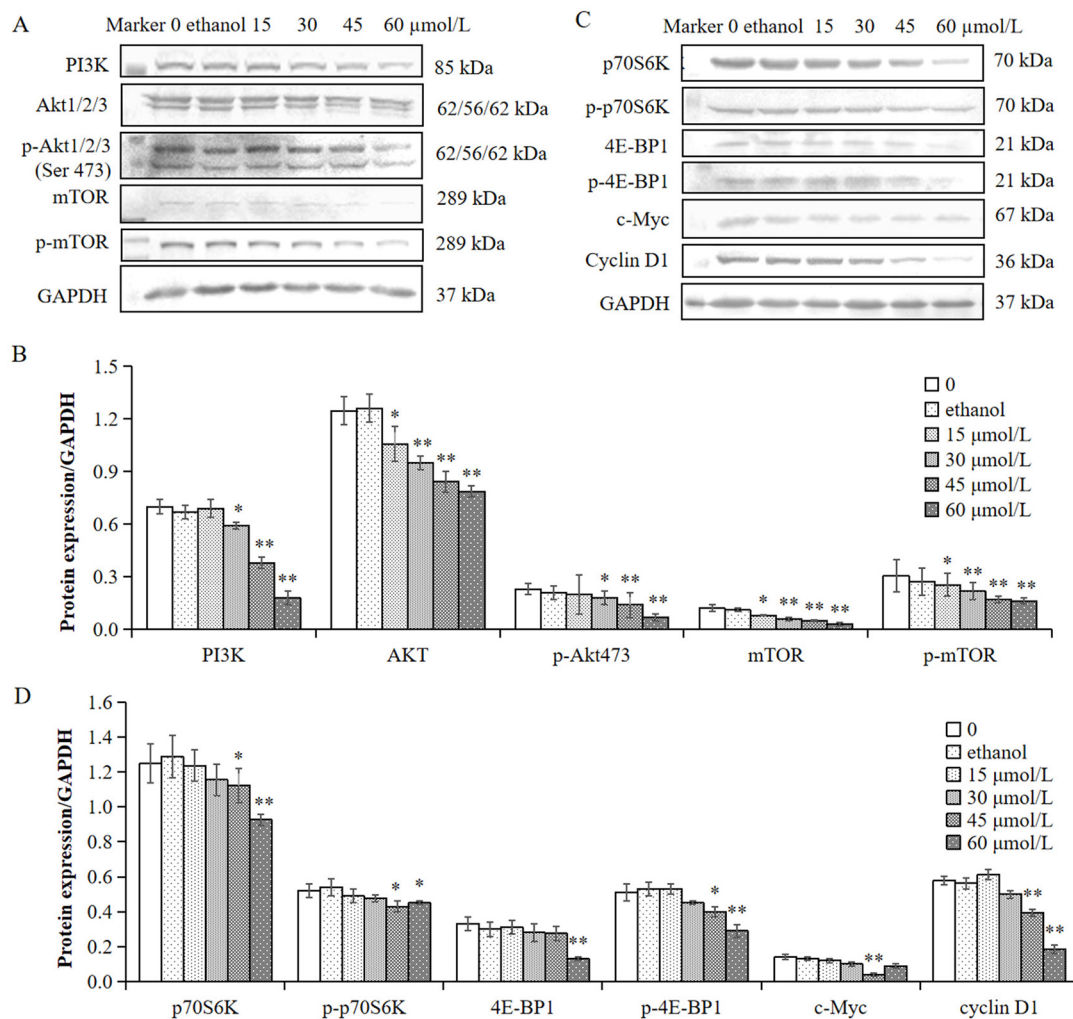 A
Marker 0 ethanol 15 30 45 60 µmol/L
PI3K 85 kDa
Akt1/2/3 62/56/62 kDa
p-Akt1/2/3
(Ser 473) 62/56/62 kDa
mTOR 289 kDa
p-mTOR 289 kDa
GAPDH 37 kDa
C
Marker 0 ethanol 15 30 45 60 µmol/L
p70S6K 70 kDa
p-p70S6K 70 kDa
4E-BP1 21 kDa
p-4E-BP1 21 kDa
c-Myc 67 kDa
Cyclin D1 36 kDa
GAPDH 37 kDa
B
Protein expression/GAPDH
1.5
1.2
0.9
0.6
0.3
0.0
* ** **
* ** ** **
* ** **
* ** ** **
* ** ** **
PI3K AKT p-Akt473 mTOR p-mTOR
0
ethanol
15 µmol/L
30 µmol/L
45 µmol/L
60 µmol/L
D
Protein expression/GAPDH
1.6
1.4
1.2
1.0
0.8
0.6
0.4
0.2
0.0
* **
* *
**
* **
**
** **
p70S6K p-p70S6K 4E-BP1 p-4E-BP1 c-Myc cyclin D1
0
ethanol
15 µmol/L
30 µmol/L
45 µmol/L
60 µmol/L